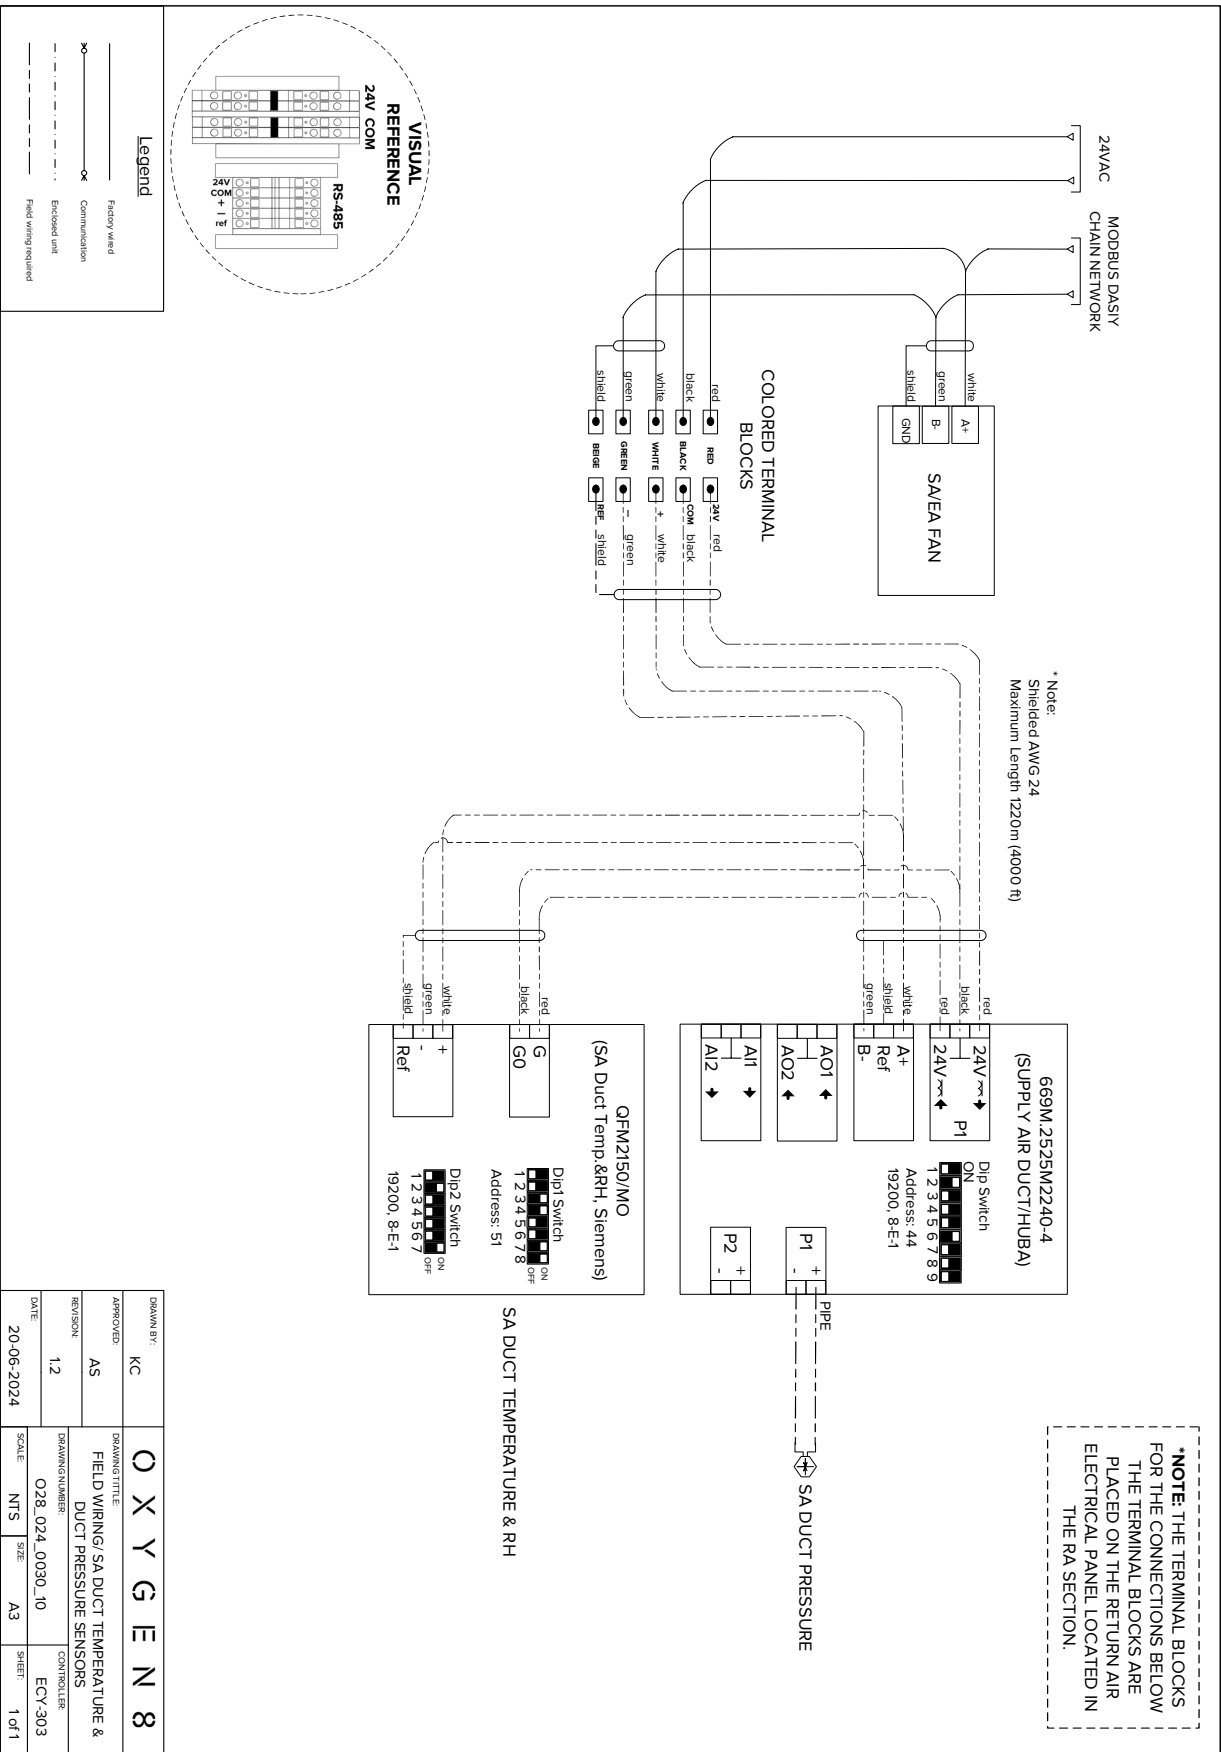 24VAC
MODBUS DASIY
CHAIN NETWORK
*NOTE: THE TERMINAL BLOCKS
FOR THE CONNECTIONS BELOW
THE TERMINAL BLOCKS ARE
PLACED ON THE RETURN AIR
ELECTRICAL PANEL LOCATED IN
THE RA SECTION.
white
green
shield
A+
B-
GND
SA/EA FAN
* Note:
Shielded AWG 24
Maximum Length 1220m (4000 ft)
COLORED TERMINAL
BLOCKS
red
black
white
green
shield
RED
BLACK
WHITE
GREEN
BEIGE
24V
COM
+
-
REF
red
black
white
green
shield
669M.2525M2240-4
(SUPPLY AIR DUCT/HUBA)
red
black
red
white
shield
green
24V
P1
24V
A+
Ref
B-
AO1
AO2
AI1
AI2
Dip Switch
ON
1 2 3 4 5 6 7 8 9
Address: 44
19200, 8-E-1
P1
+
-
P2
+
-
PIPE
SA DUCT PRESSURE
QFM2150/MO
(SA Duct Temp.&RH, Siemens)
red
black
white
green
shield
G
G0
+
-
Ref
Dip1 Switch
ON
OFF
1 2 3 4 5 6 7 8
Address: 51
Dip2 Switch
ON
OFF
1 2 3 4 5 6 7
19200, 8-E-1
SA DUCT TEMPERATURE & RH
VISUAL
REFERENCE
24V COM
RS-485
24V
COM
+
-
ref
Legend
Factory wired
Communication
Enclosed unit
Field wiring required
DRAWN BY:
KC
APPROVED:
AS
REVISION:
1.2
DATE:
20-06-2024
OXYGEN8
DRAWING TITLE:
FIELD WIRING/ SA DUCT TEMPERATURE &
DUCT PRESSURE SENSORS
DRAWING NUMBER:
O28_024_0030_10
CONTROLLER:
ECY-303
SCALE:
NTS
SIZE:
A3
SHEET:
1 of 1